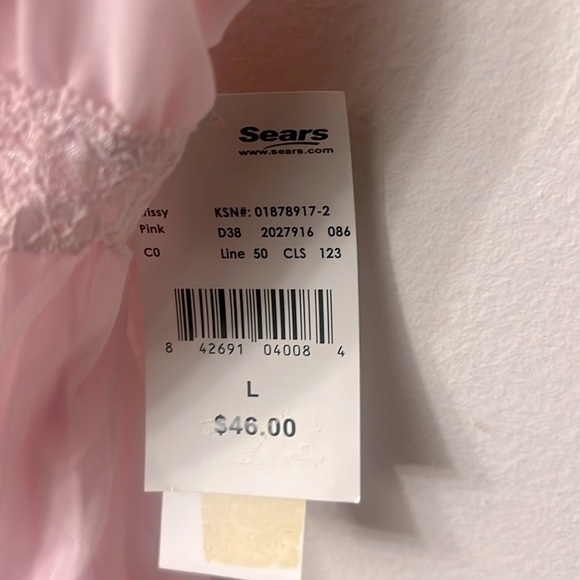 Sears
www.sears.com
KSN#: 01878917-2
Pink D38 2027916 086
C0 Line 50 CLS 123
8 42691 04008 4
L
$46.00